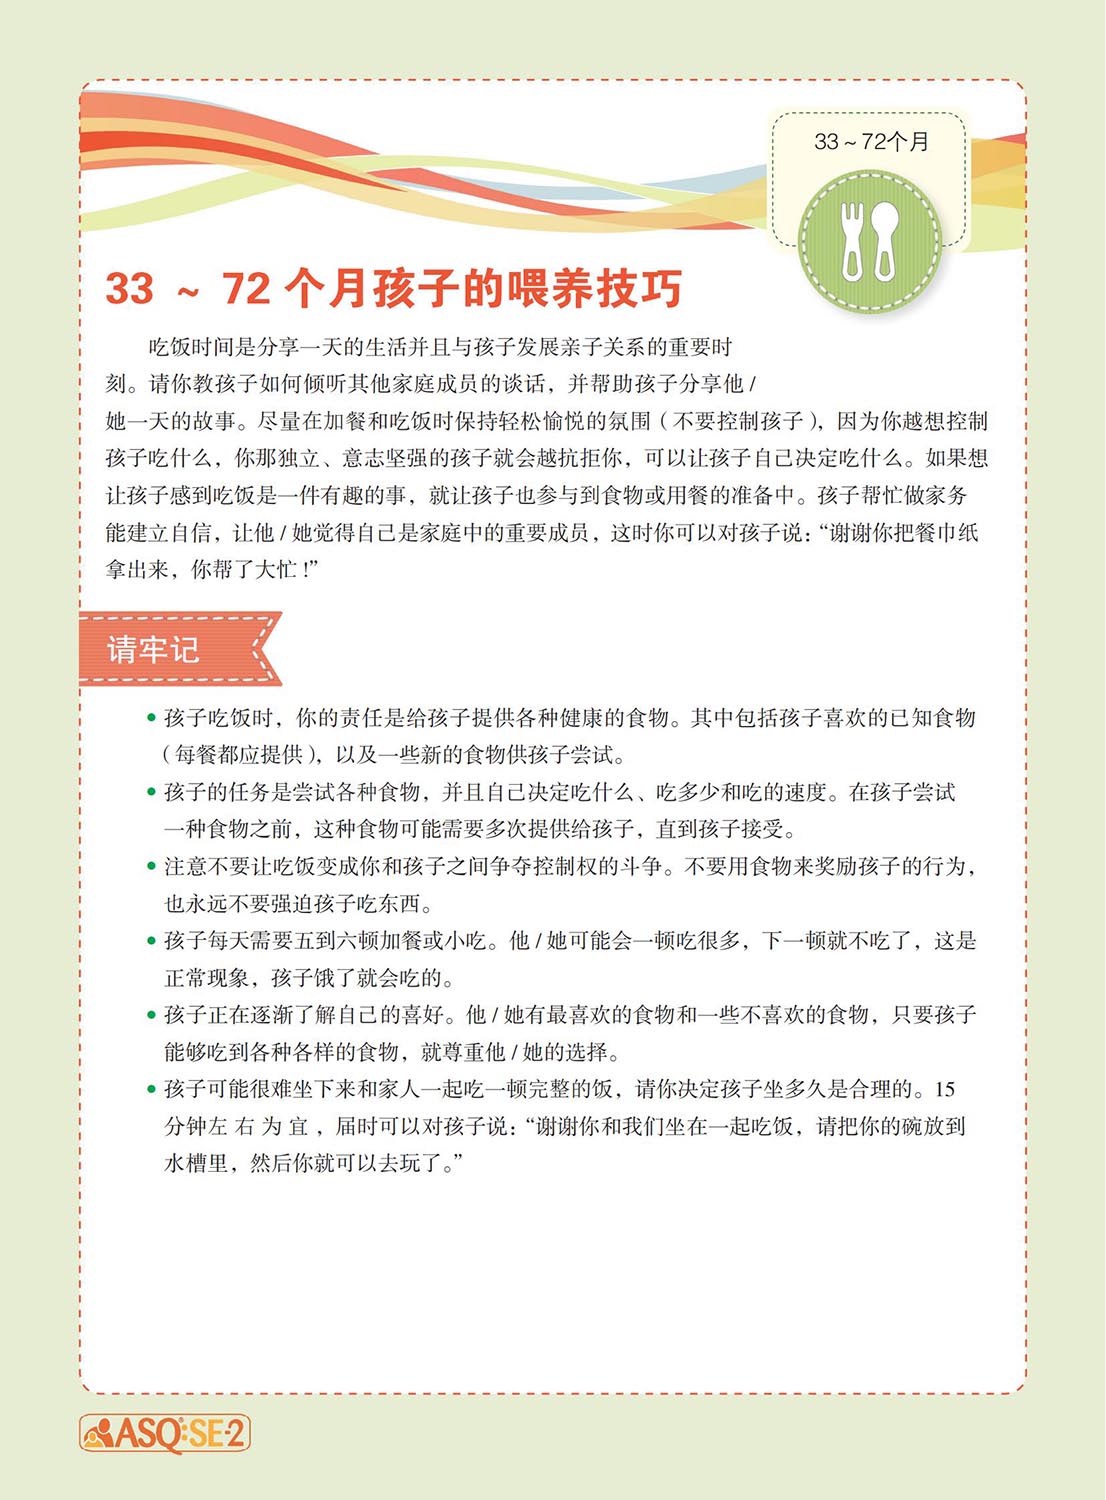 33～72个月
33 ～ 72 个月孩子的喂养技巧
吃饭时间是分享一天的生活并且与孩子发展亲子关系的重要时
刻。请你教孩子如何倾听其他家庭成员的谈话，并帮助孩子分享他 /
她一天的故事。尽量在加餐和吃饭时保持轻松愉悦的氛围（不要控制孩子），因为你越想控制
孩子吃什么，你那独立、意志坚强的孩子就会越抗拒你，可以让孩子自己决定吃什么。如果想
让孩子感到吃饭是一件有趣的事，就让孩子也参与到食物或用餐的准备中。孩子帮忙做家务
能建立自信，让他 / 她觉得自己是家庭中的重要成员，这时你可以对孩子说：“谢谢你把餐巾纸
拿出来，你帮了大忙！”
请牢记
• 孩子吃饭时，你的责任是给孩子提供各种健康的食物。其中包括孩子喜欢的已知食物
（每餐都应提供），以及一些新的食物供孩子尝试。
• 孩子的任务是尝试各种食物，并且自己决定吃什么、吃多少和吃的速度。在孩子尝试
一种食物之前，这种食物可能需要多次提供给孩子，直到孩子接受。
• 注意不要让吃饭变成你和孩子之间争夺控制权的斗争。不要用食物来奖励孩子的行为，
也永远不要强迫孩子吃东西。
• 孩子每天需要五到六顿加餐或小吃。他 / 她可能会一顿吃很多，下一顿就不吃了，这是
正常现象，孩子饿了就会吃的。
• 孩子正在逐渐了解自己的喜好。他 / 她有最喜欢的食物和一些不喜欢的食物，只要孩子
能够吃到各种各样的食物，就尊重他 / 她的选择。
• 孩子可能很难坐下来和家人一起吃一顿完整的饭，请你决定孩子坐多久是合理的。15
分钟左 右 为 宜 ，届时可以对孩子说：“谢谢你和我们坐在一起吃饭，请把你的碗放到
水槽里，然后你就可以去玩了。”
ASQ®:SE-2